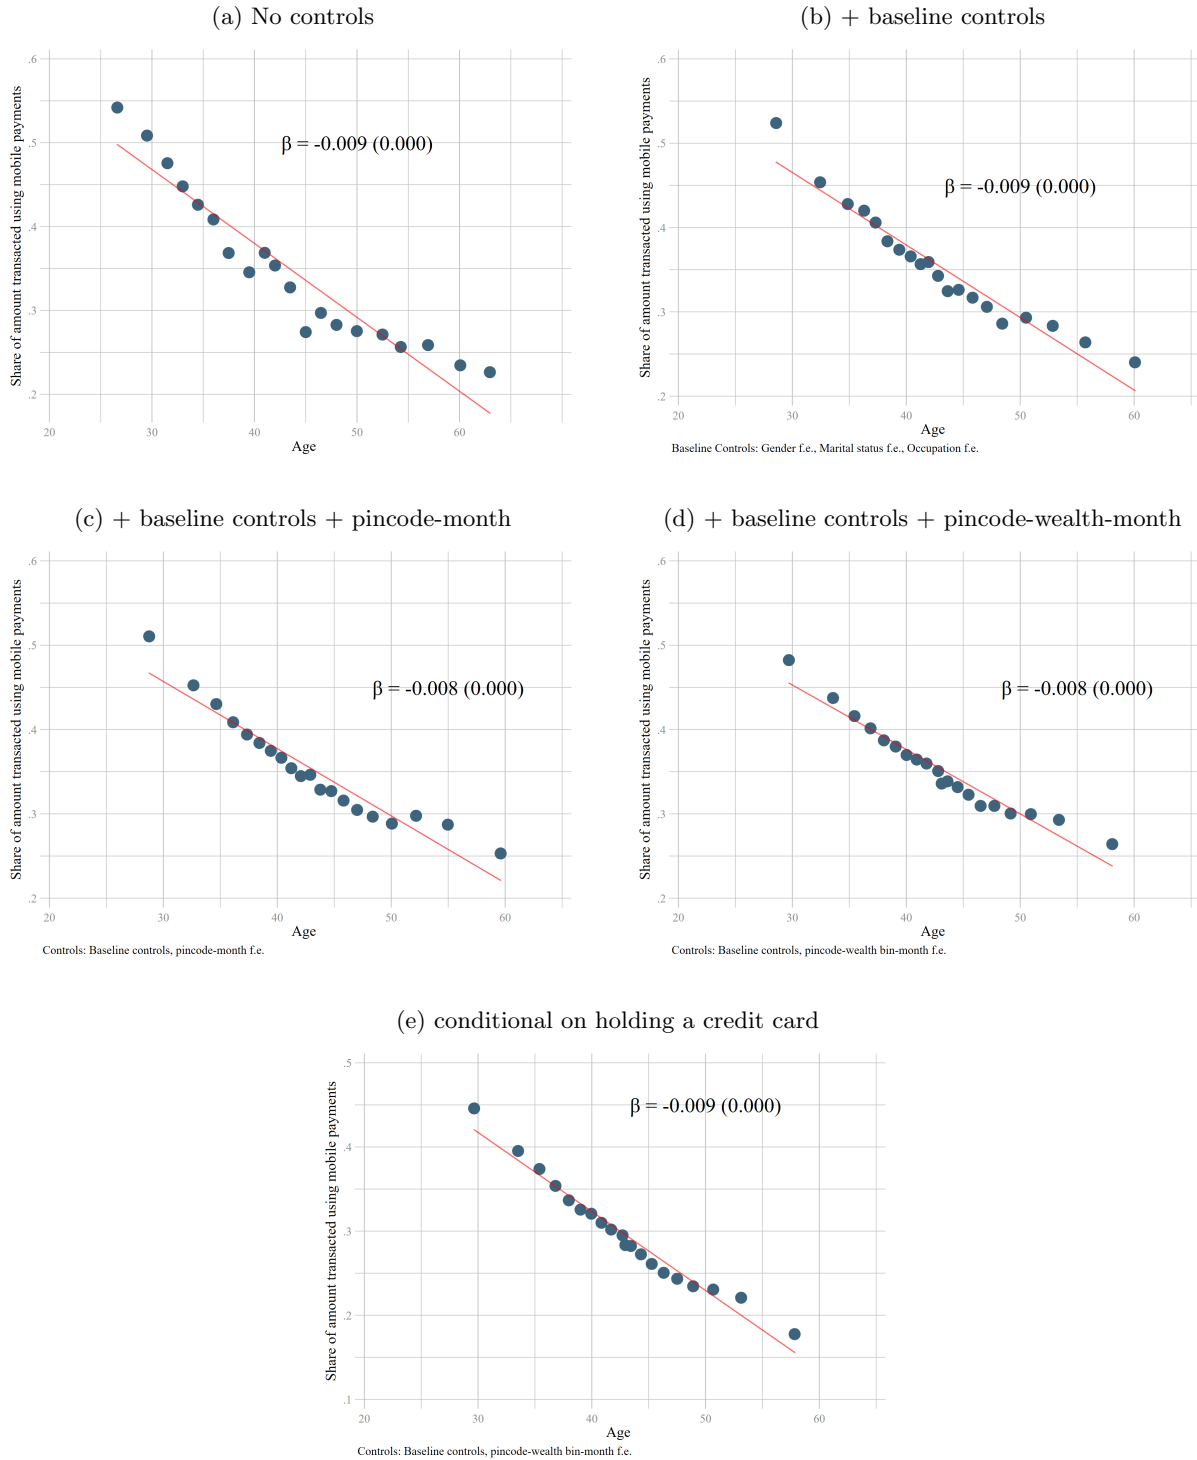 (a) No controls
(b) + baseline controls
.6
.5
.4
.3
.2
Share of amount transacted using mobile payments
β = -0.009 (0.000)
20 30 40 50 60
Age
.6
.5
.4
.3
.2
Share of amount transacted using mobile payments
β = -0.009 (0.000)
20 30 40 50 60
Age
Baseline Controls: Gender f.e., Marital status f.e., Occupation f.e.
(c) + baseline controls + pincode-month
(d) + baseline controls + pincode-wealth-month
.6
.5
.4
.3
.2
Share of amount transacted using mobile payments
β = -0.008 (0.000)
20 30 40 50 60
Age
Controls: Baseline controls, pincode-month f.e.
.6
.5
.4
.3
.2
Share of amount transacted using mobile payments
β = -0.008 (0.000)
20 30 40 50 60
Age
Controls: Baseline controls, pincode-wealth bin-month f.e.
(e) conditional on holding a credit card
.5
.4
.3
.2
.1
Share of amount transacted using mobile payments
β = -0.009 (0.000)
20 30 40 50 60
Age
Controls: Baseline controls, pincode-wealth bin-month f.e.